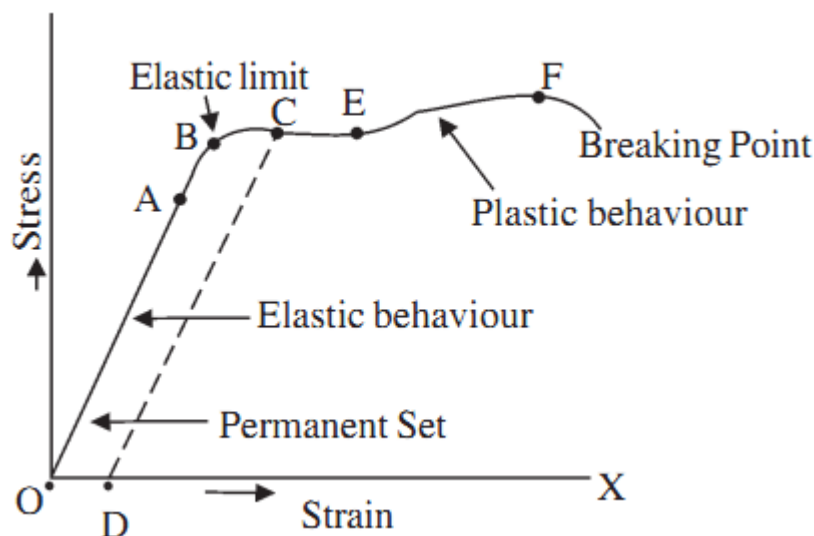 Elastic limit
F
C
E
B
Breaking Point
A
Plastic behaviour
Stress
Elastic behaviour
Permanent Set
O
D
Strain
X